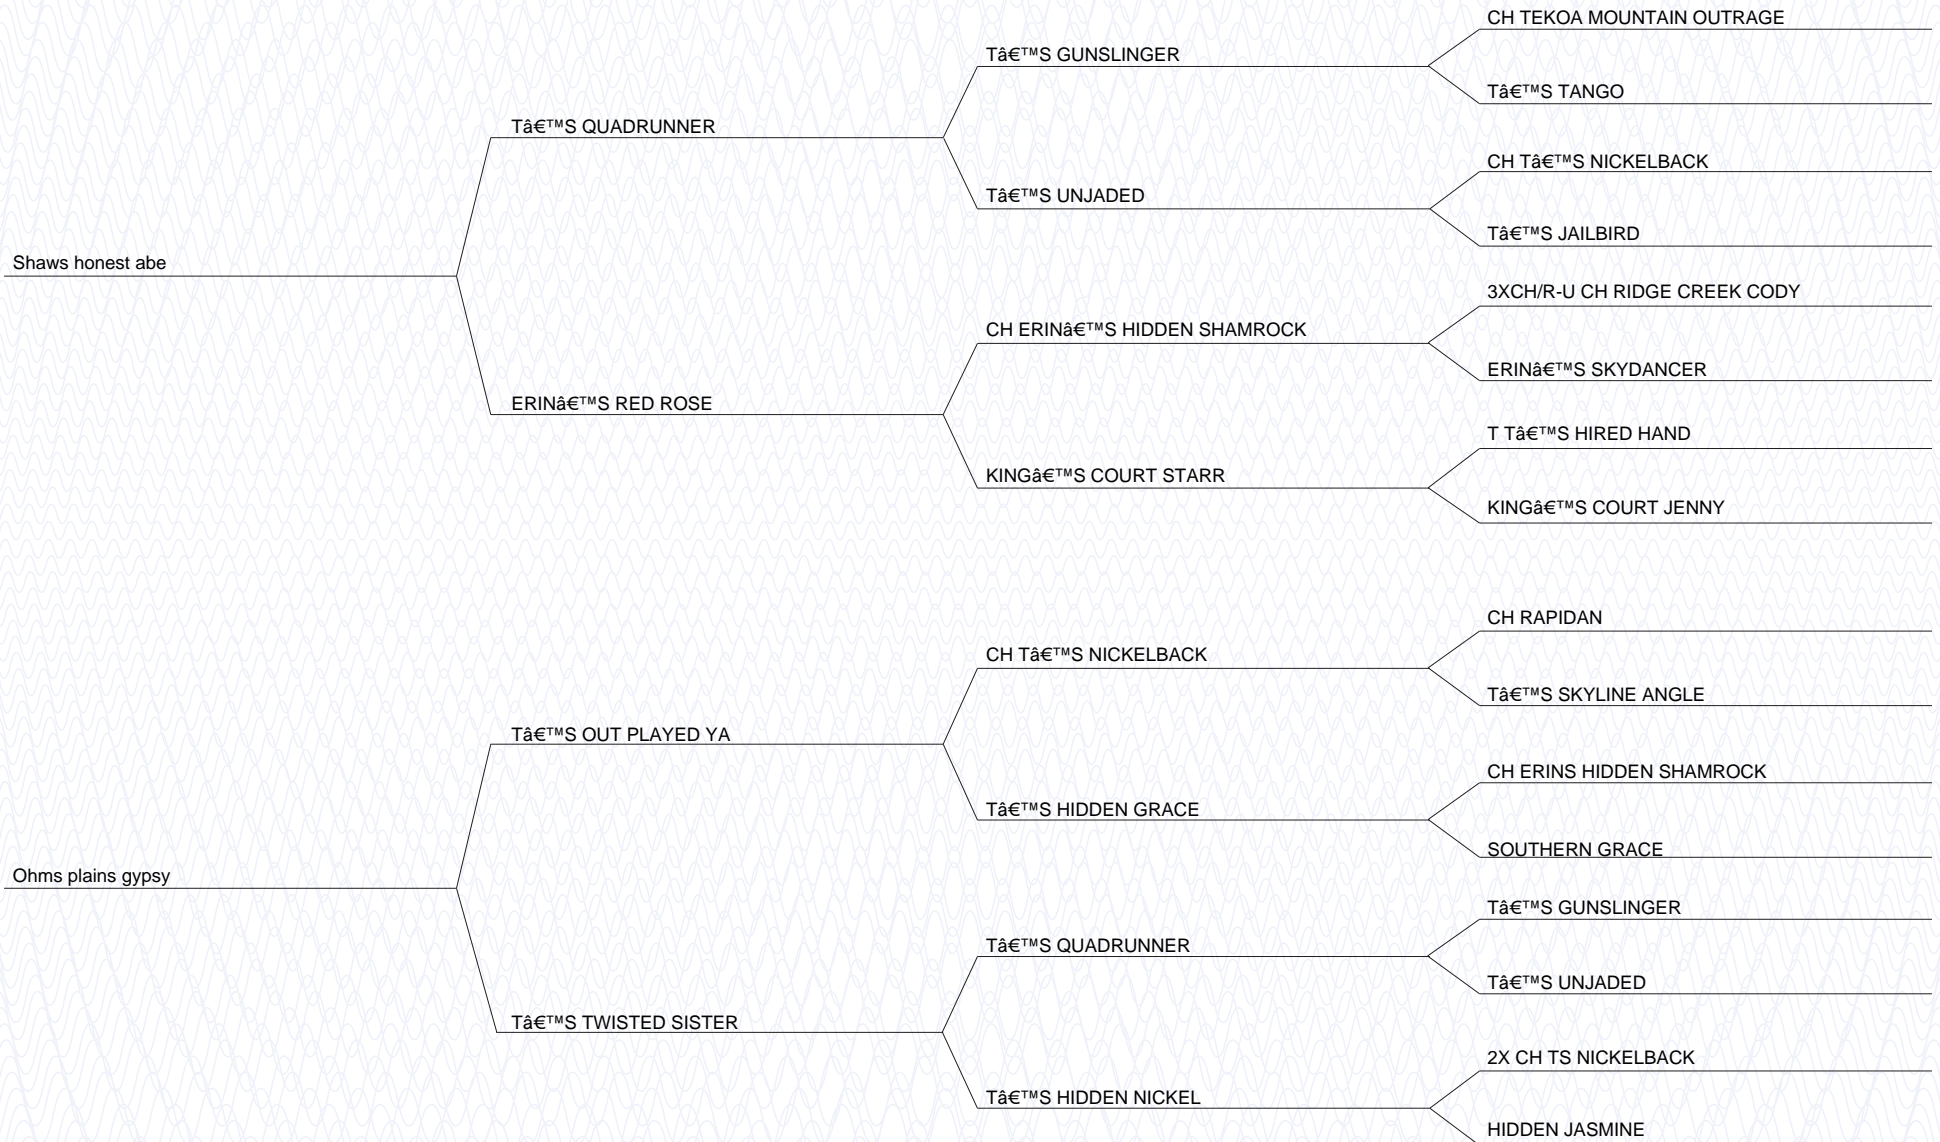 CH TEKOA MOUNTAIN OUTRAGE
Tâ€™S GUNSLINGER
Tâ€™S TANGO
Tâ€™S QUADRUNNER
CH Tâ€™S NICKELBACK
Tâ€™S UNJADED
Tâ€™S JAILBIRD
Shaws honest abe
3XCH/R-U CH RIDGE CREEK CODY
CH ERINâ€™S HIDDEN SHAMROCK
ERINâ€™S SKYDANCER
ERINâ€™S RED ROSE
T Tâ€™S HIRED HAND
KINGâ€™S COURT STARR
KINGâ€™S COURT JENNY
CH RAPIDAN
CH Tâ€™S NICKELBACK
Tâ€™S SKYLINE ANGLE
Tâ€™S OUT PLAYED YA
CH ERINS HIDDEN SHAMROCK
Tâ€™S HIDDEN GRACE
SOUTHERN GRACE
Ohms plains gypsy
Tâ€™S GUNSLINGER
Tâ€™S QUADRUNNER
Tâ€™S UNJADED
Tâ€™S TWISTED SISTER
2X CH TS NICKELBACK
Tâ€™S HIDDEN NICKEL
HIDDEN JASMINE